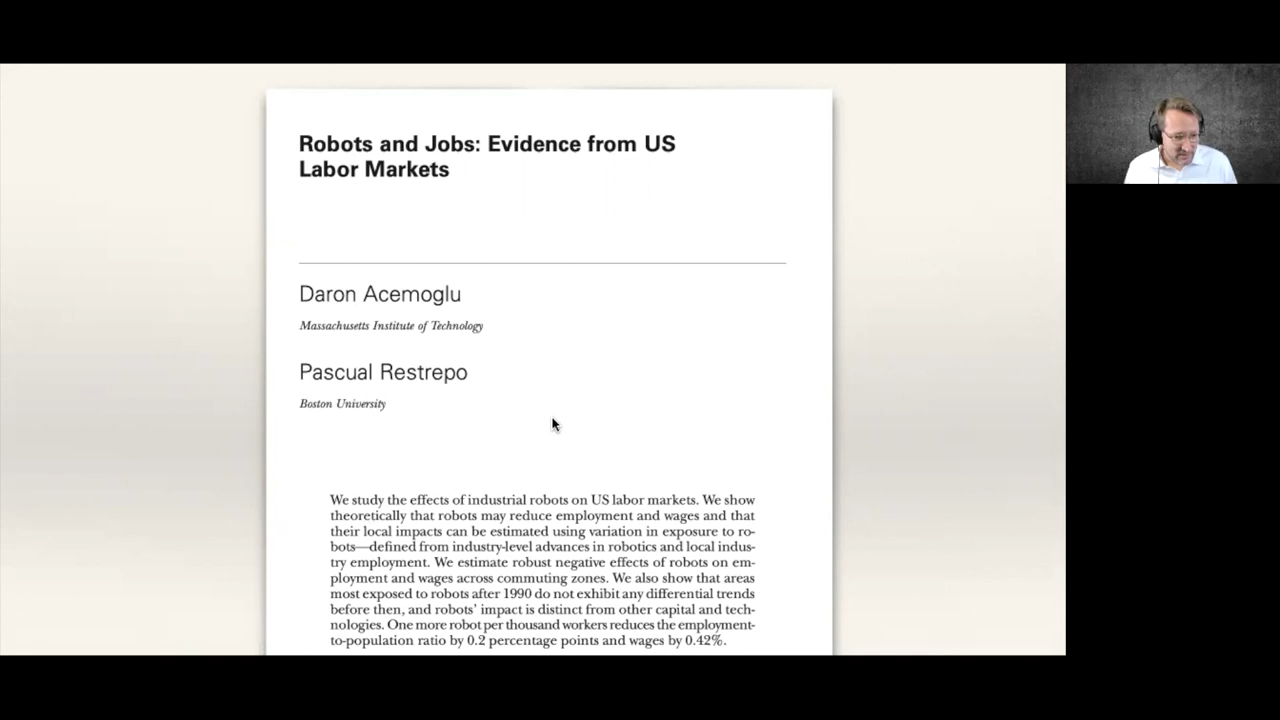 Robots and Jobs: Evidence from US
Labor Markets
Daron Acemoglu
Massachusetts Institute of Technology
Pascual Restrepo
Boston University
We study the effects of industrial robots on US labor markets. We show
theoretically that robots may reduce employment and wages and that
their local impacts can be estimated using variation in exposure to ro-
bots—defined from industry-level advances in robotics and local indus-
try employment. We estimate robust negative effects of robots on em-
ployment and wages across commuting zones. We also show that areas
most exposed to robots after 1990 do not exhibit any differential trends
before then, and robots’ impact is distinct from other capital and tech-
nologies. One more robot per thousand workers reduces the employment-
to-population ratio by 0.2 percentage points and wages by 0.42%.